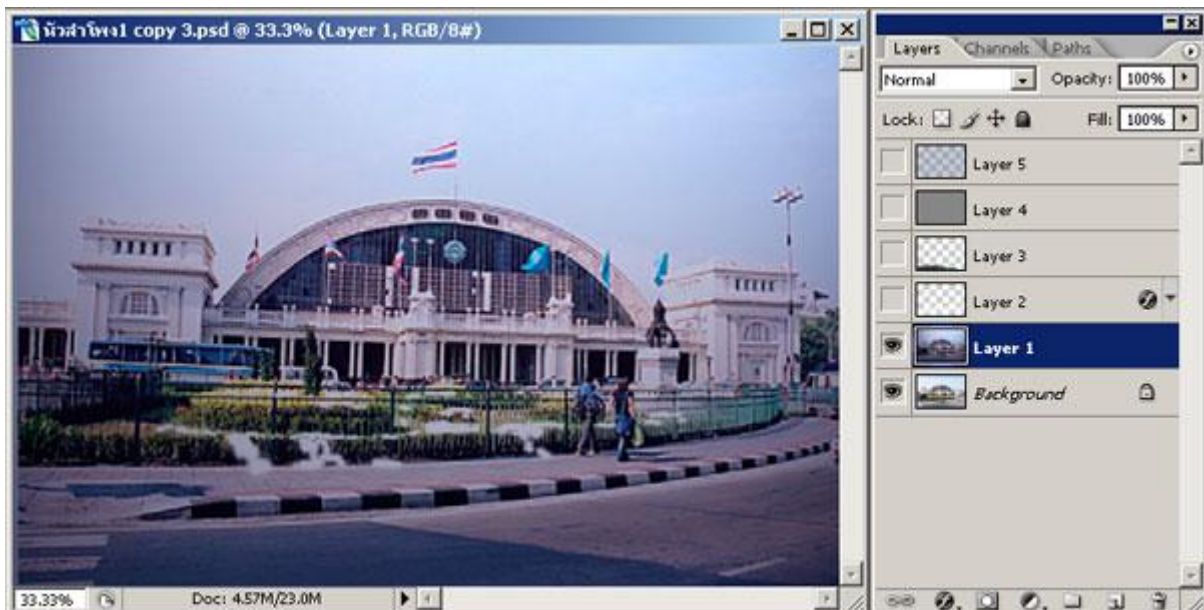 หัวลำโพง1 copy 3.psd @ 33.3% (Layer 1, RGB/8#)
33.33%
Doc: 4.57M/23.0M
Layers Channels Paths
Normal Opacity: 100%
Lock: Fill: 100%
Layer 5
Layer 4
Layer 3
Layer 2
Layer 1
Background